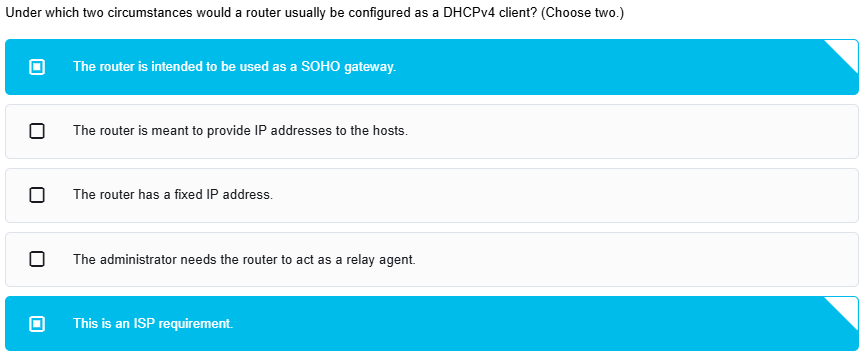 Under which two circumstances would a router usually be configured as a DHCPv4 client? (Choose two.)
The router is intended to be used as a SOHO gateway.
The router is meant to provide IP addresses to the hosts.
The router has a fixed IP address.
The administrator needs the router to act as a relay agent.
This is an ISP requirement.